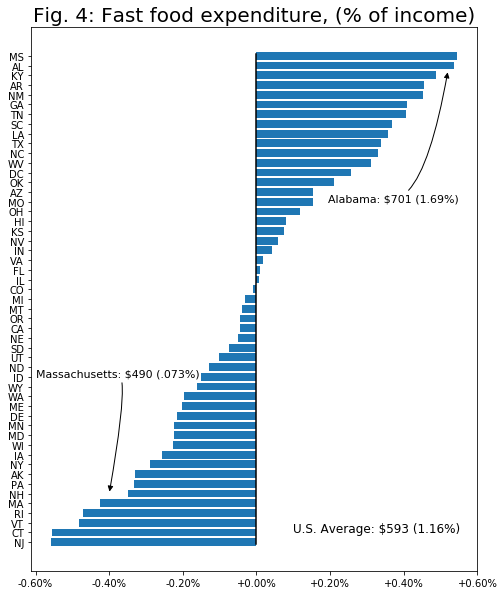 Fig. 4: Fast food expenditure, (% of income)
MS
AL
KY
AR
NM
GA
TN
SC
LA
TX
NC
WV
DC
OK
AZ
MO
Alabama: $701 (1.69%)
OH
HI
KS
NV
IN
VA
FL
IL
CO
MI
MT
OR
CA
NE
SD
UT
ND
ID
Massachusetts: $490 (.073%)
WY
WA
ME
DE
MN
MD
WI
IA
NY
AK
PA
NH
MA
RI
VT
U.S. Average: $593 (1.16%)
CT
NJ
-0.60% -0.40% -0.20% +0.00% +0.20% +0.40% +0.60%